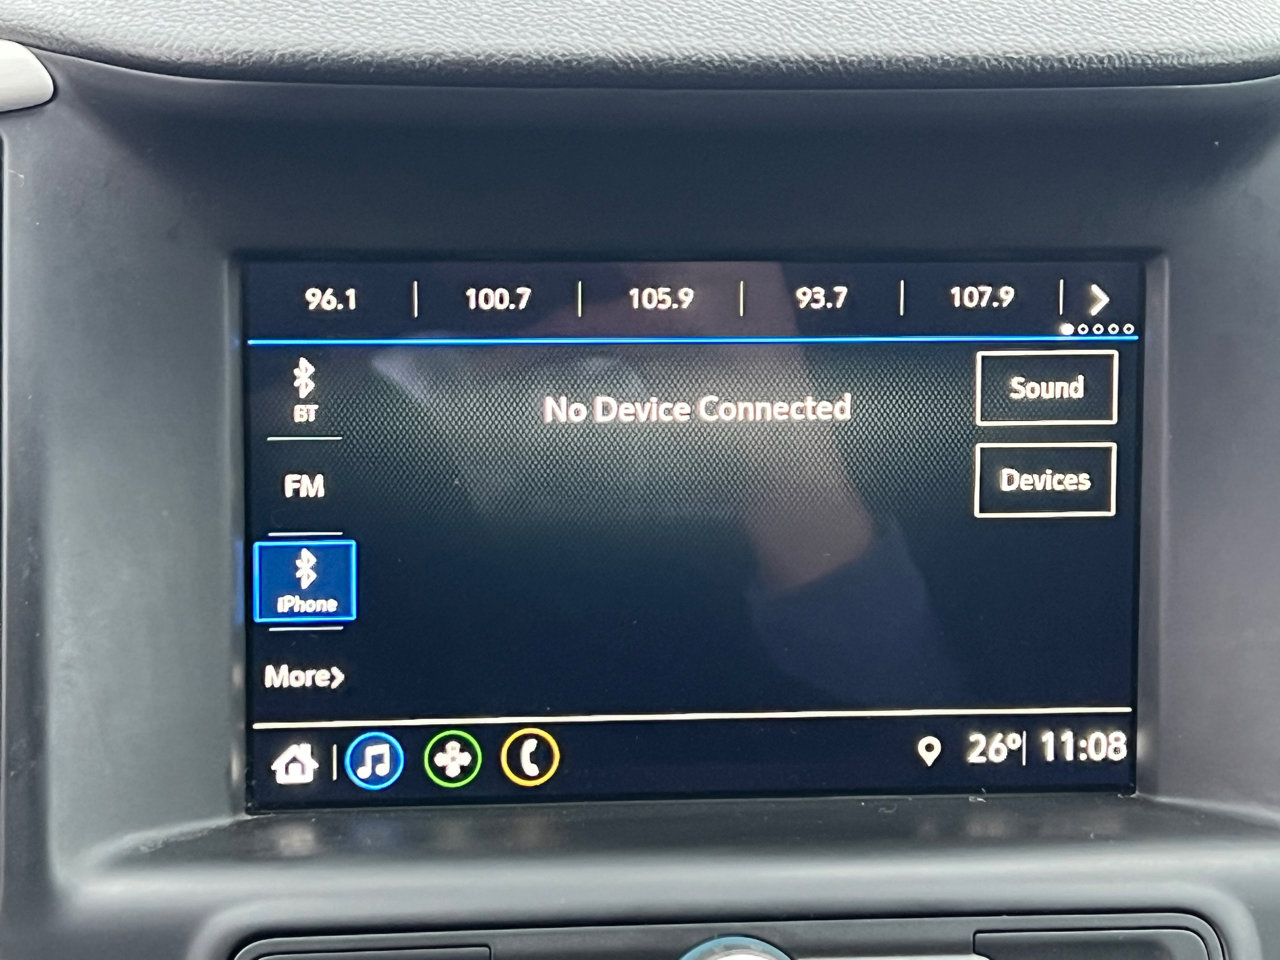 96.1 | 100.7 | 105.9 | 93.7 | 107.9 |
BT
No Device Connected
Sound
FM
Devices
iPhone
More>
26° | 11:08